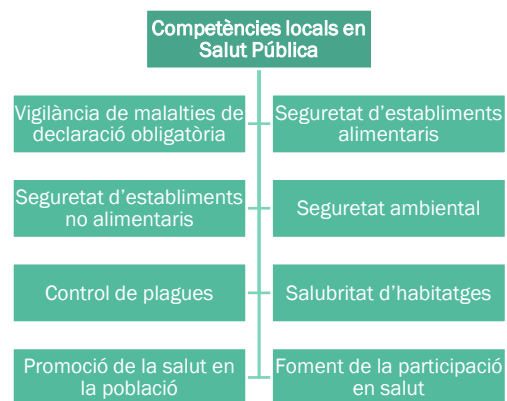 Competències locals en
Salut Pública
Vigilància de malalties de
declaració obligatòria
Seguretat d'establiments
alimentaris
Seguretat d'establiments
no alimentaris
Seguretat ambiental
Control de plagues
Salubritat d'habitatges
Promoció de la salut en
la població
Foment de la participació
en salut